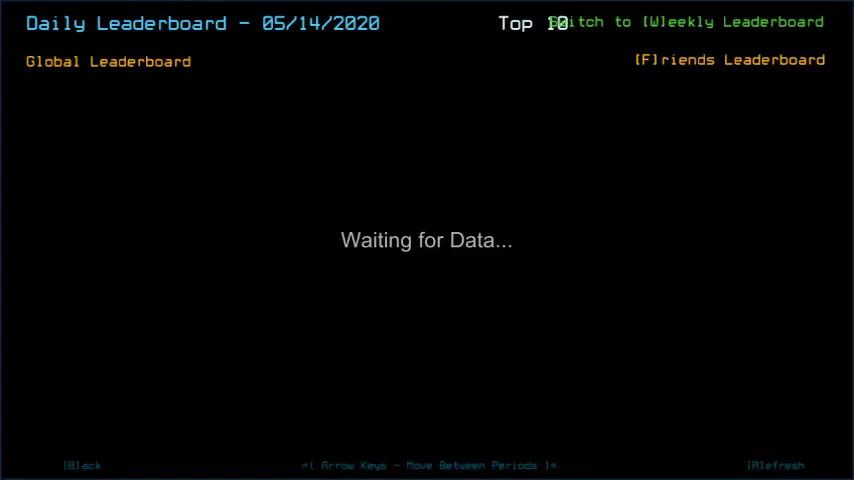 Daily Leaderboard - 05/14/2020
Top 10
Switch to [W]eekly Leaderboard
Global Leaderboard
[F]riends Leaderboard
Waiting for Data...
[B]ack
=[ Arrow Keys - Move Between Periods ]=
[R]efresh